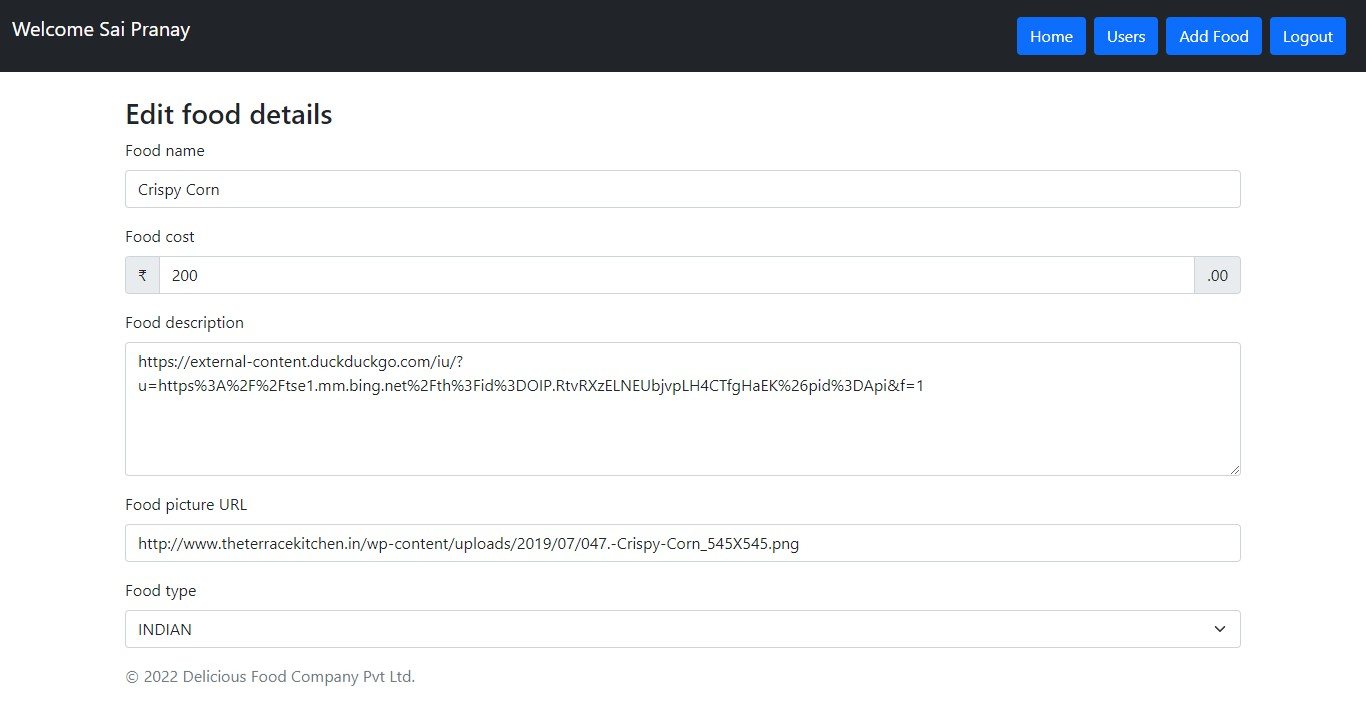 Welcome Sai Pranay
Home
Users
Add Food
Logout
Edit food details
Food name
Crispy Corn
Food cost
₹
200
.00
Food description
https://external-content.duckduckgo.com/iu/?
u=https%3A%2F%2Ftse1.mm.bing.net%2Fth%3Fid%3DOIP.RtvRXzELNEUbjvpLH4CTfgHaEK%26pid%3DApi&f=1
Food picture URL
http://www.theterracekitchen.in/wp-content/uploads/2019/07/047.-Crispy-Corn_545X545.png
Food type
INDIAN
© 2022 Delicious Food Company Pvt Ltd.